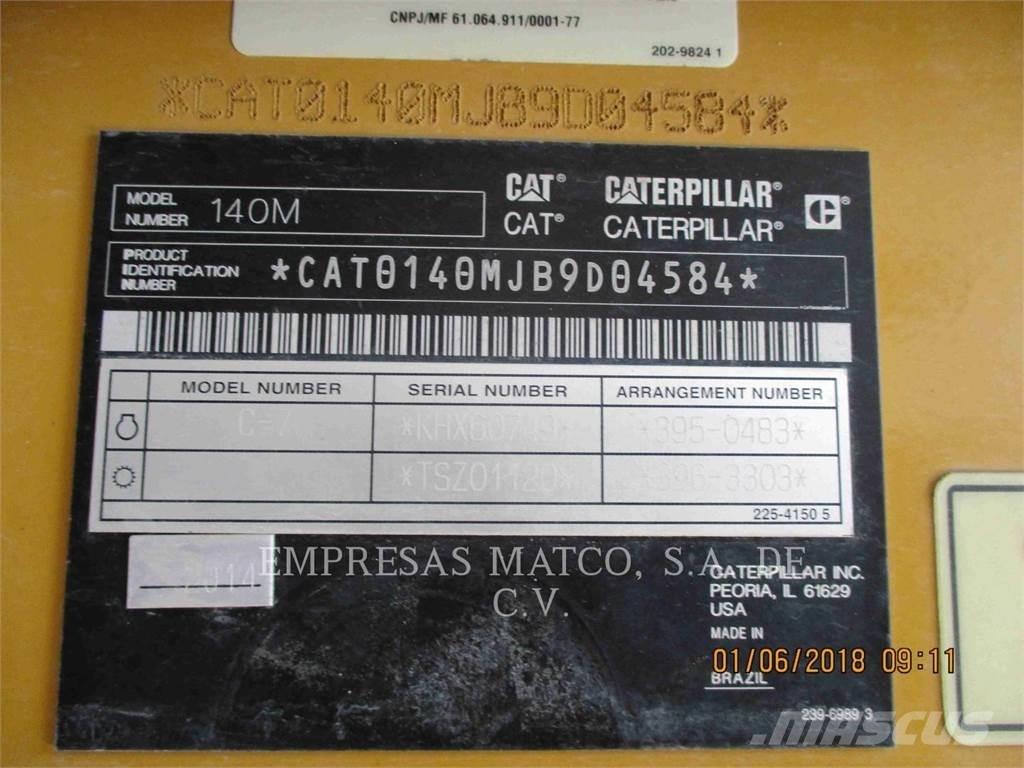 CNPJ/MF 61.064.911/0001-77
202-9824 1
*CAT0140MJB9D04584*
MODEL NUMBER 140M
CAT® CATERPILLAR®
CAT® CATERPILLAR®
PRODUCT IDENTIFICATION NUMBER *CAT0140MJB9D04584*
MODEL NUMBER SERIAL NUMBER ARRANGEMENT NUMBER
C-7 *395-0483*
225-4150 5
2014
EMPRESAS MATCO, S.A. DE
C.V.
CATERPILLAR INC.
PEORIA, IL 61629
USA
MADE IN
01/06/2018 09:11
BRAZIL
239-6989 3
MASCUS